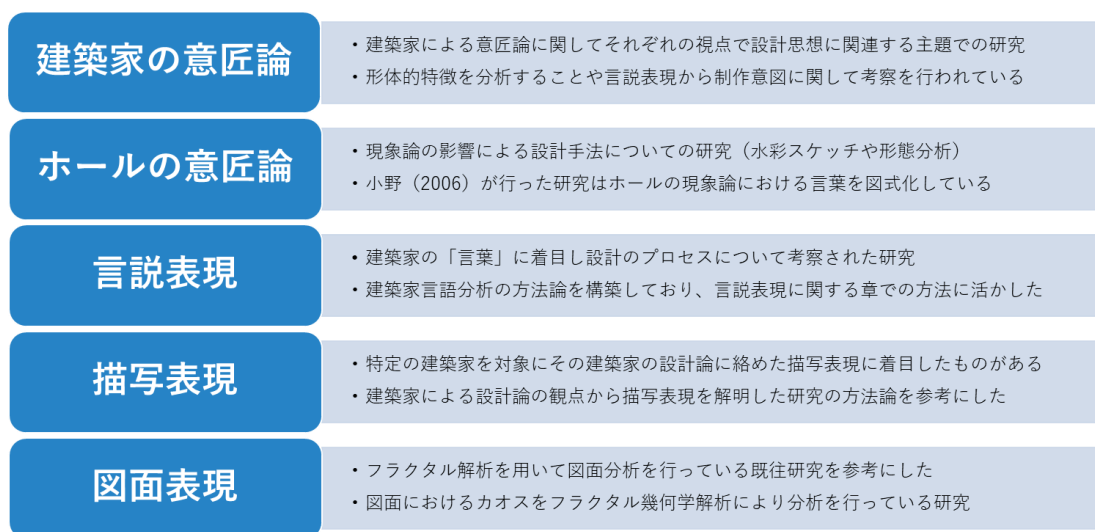 建築家の意匠論
・建築家による意匠論に関してそれぞれの視点で設計思想に関連する主題での研究
・形体的特徴を分析することや言説表現から制作意図に関して考察を行われている
ホールの意匠論
・現象論の影響による設計手法についての研究（水彩スケッチや形態分析）
・小野（2006）が行った研究はホールの現象論における言葉を図式化している
言説表現
・建築家の「言葉」に着目し設計のプロセスについて考察された研究
・建築家言語分析の方法論を構築しており、言説表現に関する章での方法に活かした
描写表現
・特定の建築家を対象にその建築家の設計論に絡めた描写表現に着目したものがある
・建築家による設計論の観点から描写表現を解明した研究の方法論を参考にした
図面表現
・フラクタル解析を用いて図面分析を行っている既往研究を参考にした
・図面におけるカオスをフラクタル幾何学解析により分析を行っている研究